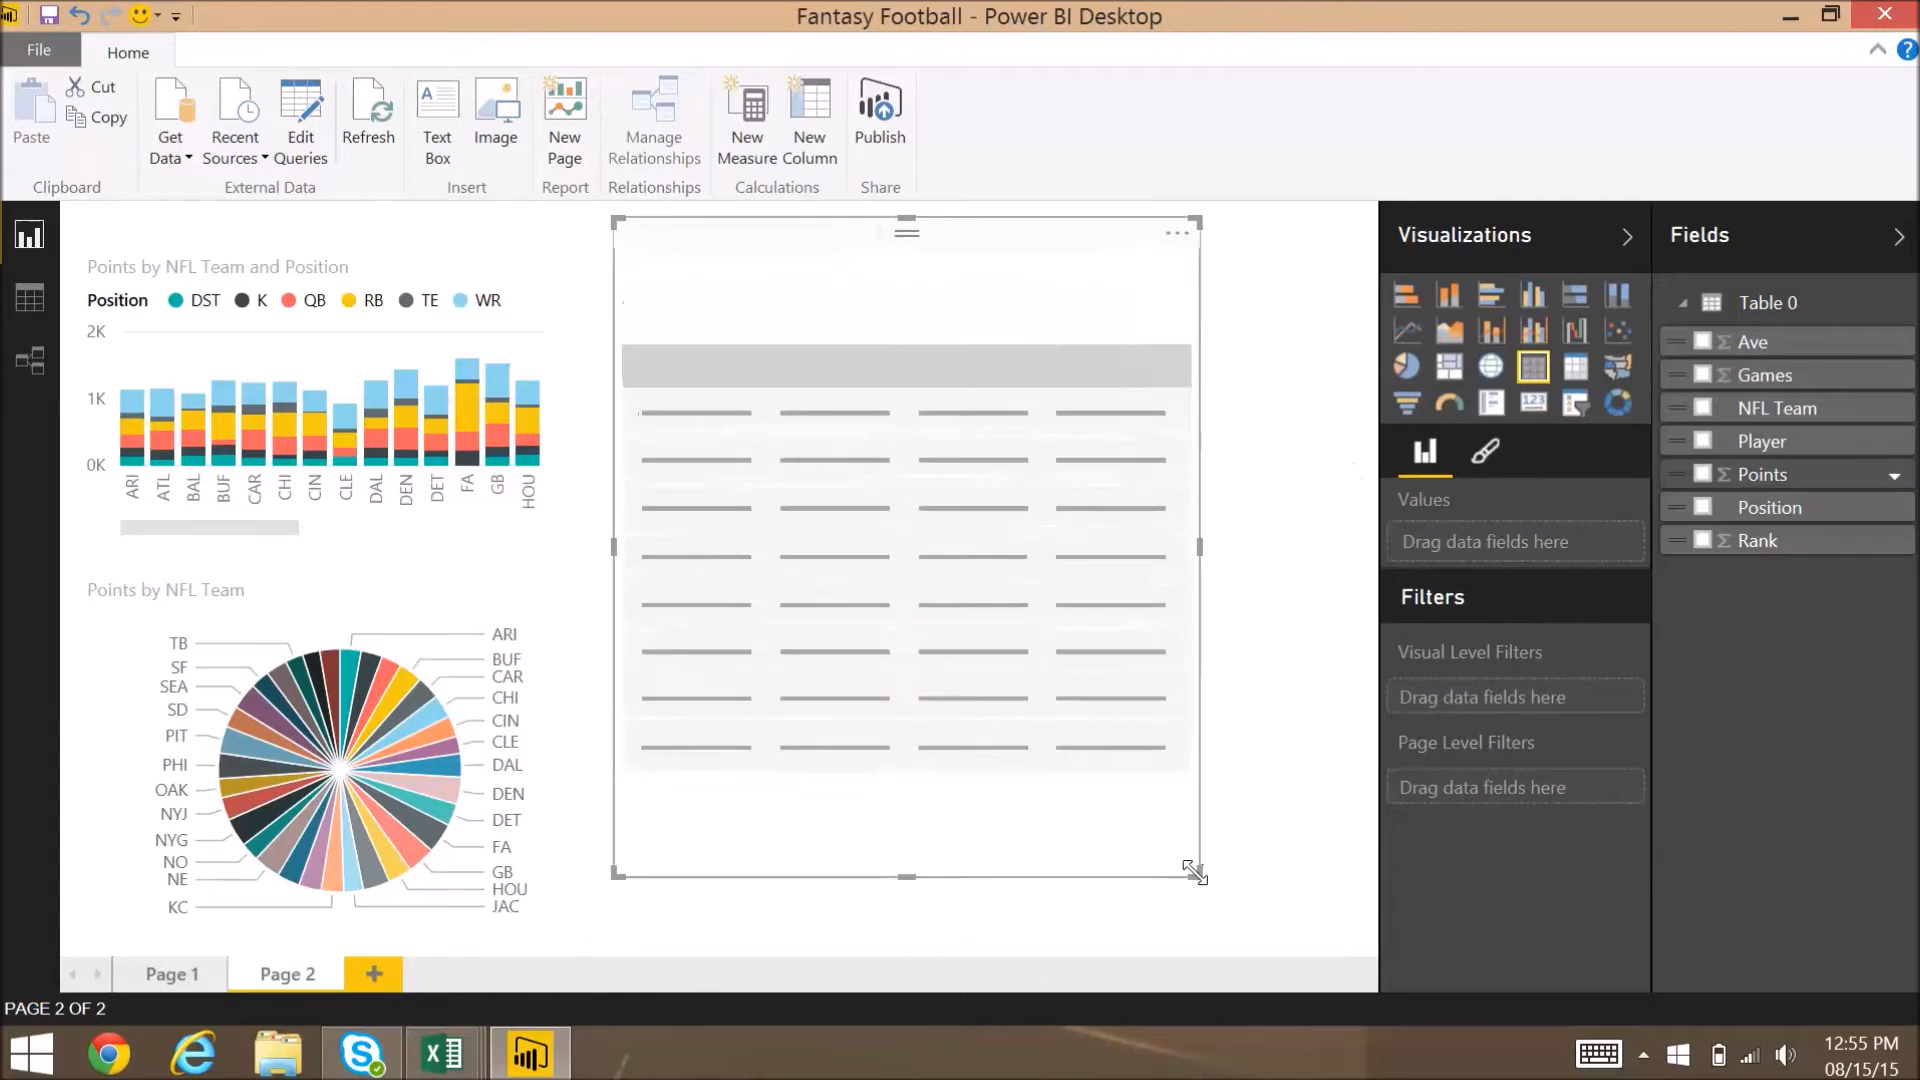 Fantasy Football - Power BI Desktop
File
Home
Paste
Cut
Copy
Clipboard
Get Data
Recent Sources
Edit Queries
External Data
Refresh
Text Box
Image
Insert
New Page
Report
Manage Relationships
Relationships
New Measure
New Column
Calculations
Publish
Share
Points by NFL Team and Position
Position DST K QB RB TE WR
2K
1K
0K
ARI ATL BAL BUF CAR CHI CIN CLE DAL DEN DET FA GB HOU
Points by NFL Team
TB
SF
SEA
SD
PIT
PHI
OAK
NYJ
NYG
NO
NE
KC
ARI
BUF
CAR
CHI
CIN
CLE
DAL
DEN
DET
FA
GB
HOU
JAC
Visualizations
123
Values
Drag data fields here
Filters
Visual Level Filters
Drag data fields here
Page Level Filters
Drag data fields here
Fields
Table 0
Σ Ave
Σ Games
NFL Team
Player
Σ Points
Position
Σ Rank
Page 1
Page 2
PAGE 2 OF 2
12:55 PM
08/15/15